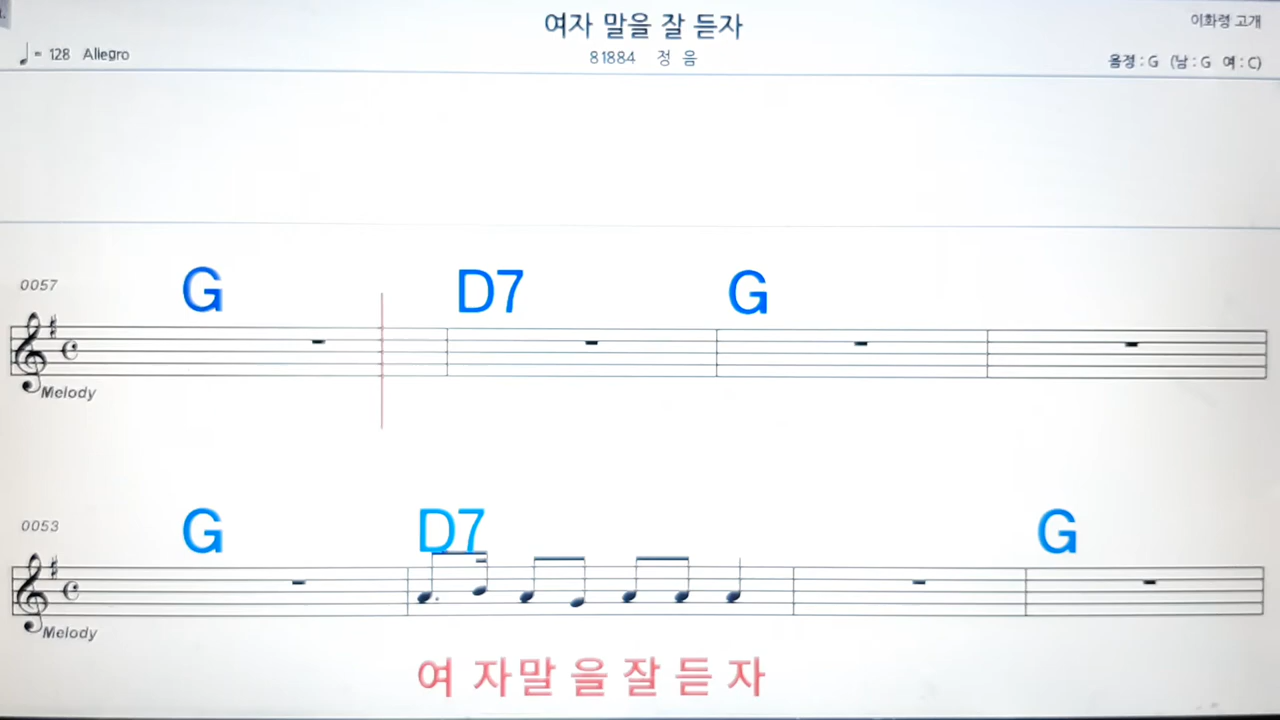 여자 말을 잘 듣자
이화령 고개
= 128 Allegro
81884 정 음
음정 : G (남 : G 여 : C)
0057
G D7 G
Melody
0053
G D7 G
Melody
여 자말 을 잘 듣 자